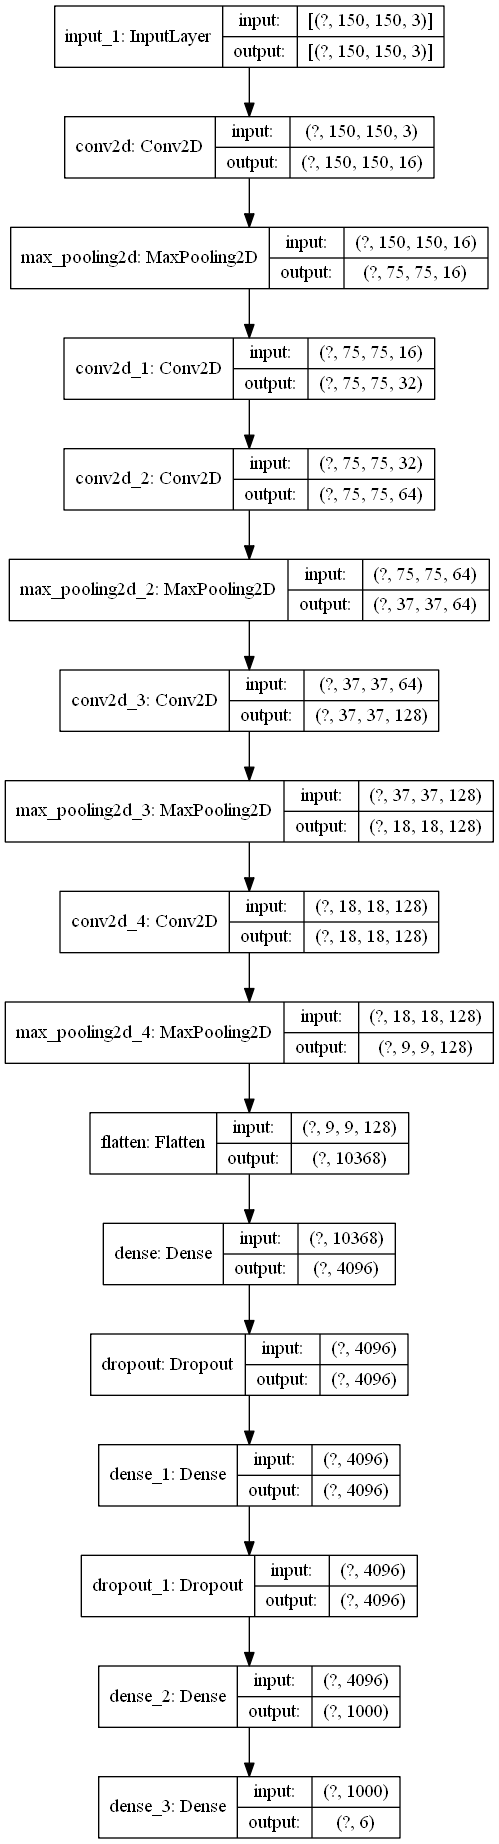 input_1: InputLayer
input: [(?, 150, 150, 3)]
output: [(?, 150, 150, 3)]
conv2d: Conv2D
input: (?, 150, 150, 3)
output: (?, 150, 150, 16)
max_pooling2d: MaxPooling2D
input: (?, 150, 150, 16)
output: (?, 75, 75, 16)
conv2d_1: Conv2D
input: (?, 75, 75, 16)
output: (?, 75, 75, 32)
conv2d_2: Conv2D
input: (?, 75, 75, 32)
output: (?, 75, 75, 64)
max_pooling2d_2: MaxPooling2D
input: (?, 75, 75, 64)
output: (?, 37, 37, 64)
conv2d_3: Conv2D
input: (?, 37, 37, 64)
output: (?, 37, 37, 128)
max_pooling2d_3: MaxPooling2D
input: (?, 37, 37, 128)
output: (?, 18, 18, 128)
conv2d_4: Conv2D
input: (?, 18, 18, 128)
output: (?, 18, 18, 128)
max_pooling2d_4: MaxPooling2D
input: (?, 18, 18, 128)
output: (?, 9, 9, 128)
flatten: Flatten
input: (?, 9, 9, 128)
output: (?, 10368)
dense: Dense
input: (?, 10368)
output: (?, 4096)
dropout: Dropout
input: (?, 4096)
output: (?, 4096)
dense_1: Dense
input: (?, 4096)
output: (?, 4096)
dropout_1: Dropout
input: (?, 4096)
output: (?, 4096)
dense_2: Dense
input: (?, 4096)
output: (?, 1000)
dense_3: Dense
input: (?, 1000)
output: (?, 6)